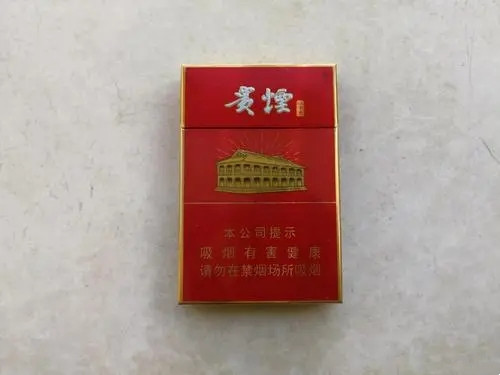 贵煙
本公司提示
吸烟有害健康
请勿在禁烟场所吸烟